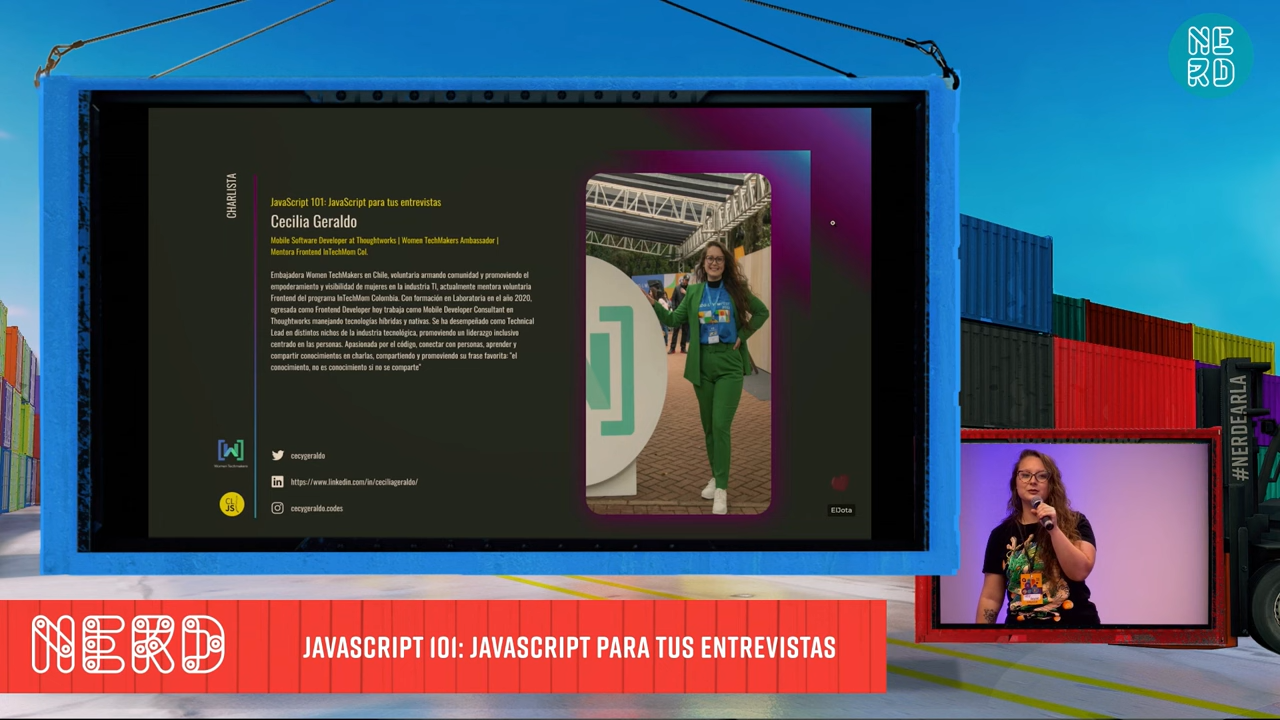 NE
RD
CHARLISTA
JavaScript 101: JavaScript para tus entrevistas
Cecilia Geraldo
Mobile Software Developer at Thoughtworks | Women TechMakers Ambassador |
Mentora Frontend InTechMom Col.
Embajadora Women TechMakers en Chile, voluntaria armando comunidad y promoviendo el
empoderamiento y visibilidad de mujeres en la industria TI, actualmente mentora voluntaria
Frontend del programa InTechMom Colombia. Con formación en Laboratoria en el año 2020,
egresada como Frontend Developer hoy trabaja como Mobile Developer Consultant en
Thoughtworks manejando tecnologías híbridas y nativas. Se ha desempeñado como Technical
Lead en distintos nichos de la industria tecnológica, promoviendo un liderazgo inclusivo
centrado en las personas. Apasionada por el código, conectar con personas, aprender y
compartir conocimientos en charlas, compartiendo y promoviendo su frase favorita: "el
conocimiento, no es conocimiento si no se comparte"
Women Techmakers
cecygeraldo
CL
JS
https://www.linkedin.com/in/ceciliageraldo/
cecygeraldo.codes
ElJota
#NERDEARLA
NERD
JAVASCRIPT 101: JAVASCRIPT PARA TUS ENTREVISTAS